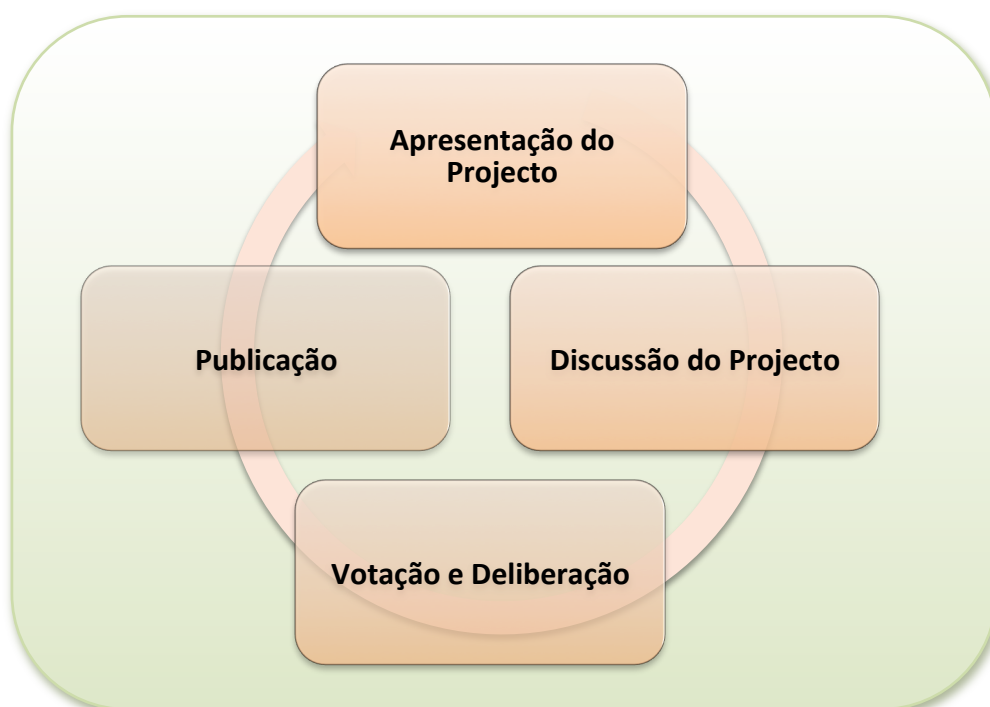 Apresentação do
Projecto
Discussão do Projecto
Votação e Deliberação
Publicação